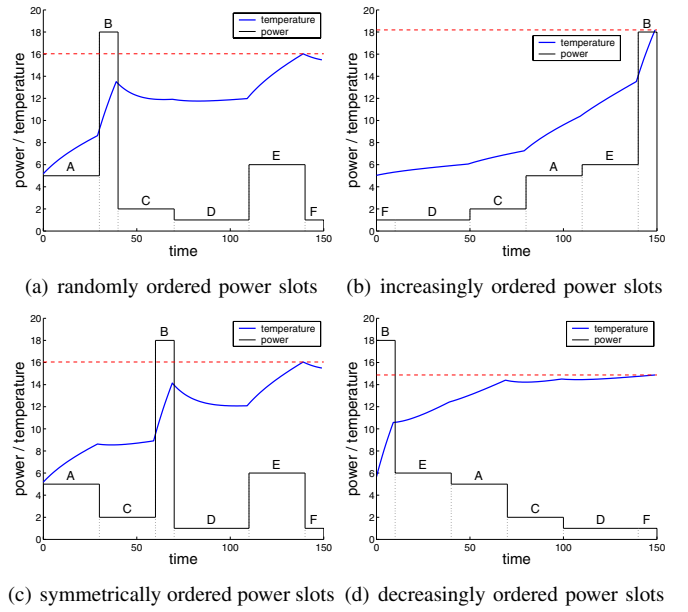 20
18
16
14
12
10
8
6
4
2
0
power / temperature
B
temperature
power
A
C
D
E
F
0
50
100
150
time
(a) randomly ordered power slots
20
18
16
14
12
10
8
6
4
2
0
power / temperature
B
temperature
power
F
D
C
A
E
0
50
100
150
time
(b) increasingly ordered power slots
20
18
16
14
12
10
8
6
4
2
0
power / temperature
B
temperature
power
A
C
D
E
F
0
50
100
150
time
(c) symmetrically ordered power slots
20
18
16
14
12
10
8
6
4
2
0
power / temperature
B
temperature
power
E
A
C
D
F
0
50
100
150
time
(d) decreasingly ordered power slots